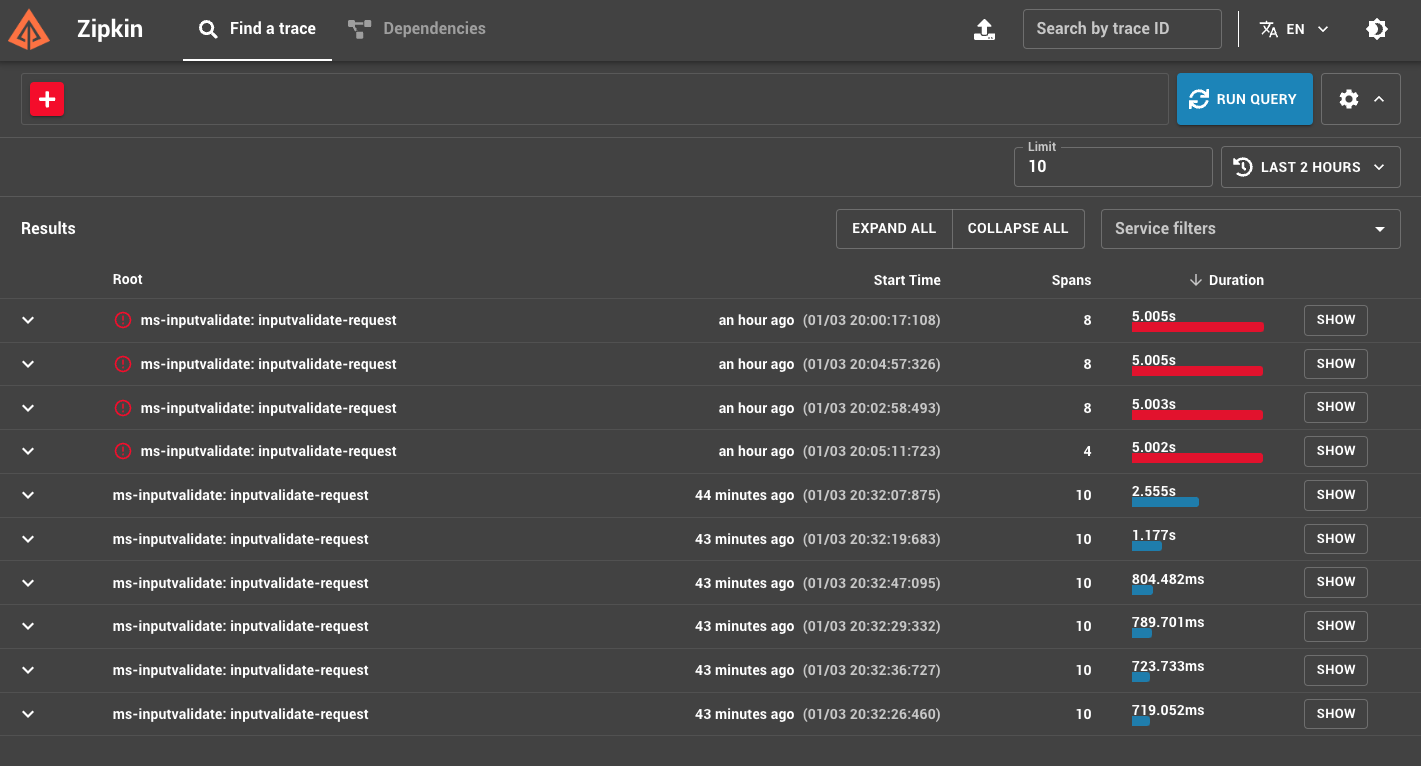 Zipkin Find a trace Dependencies Search by trace ID EN
RUN QUERY
Limit
10 LAST 2 HOURS
Results EXPAND ALL COLLAPSE ALL Service filters
Root Start Time Spans Duration
ms-inputvalidate: inputvalidate-request an hour ago (01/03 20:00:17:108) 8 5.005s SHOW
ms-inputvalidate: inputvalidate-request an hour ago (01/03 20:04:57:326) 8 5.005s SHOW
ms-inputvalidate: inputvalidate-request an hour ago (01/03 20:02:58:493) 8 5.003s SHOW
ms-inputvalidate: inputvalidate-request an hour ago (01/03 20:05:11:723) 4 5.002s SHOW
ms-inputvalidate: inputvalidate-request 44 minutes ago (01/03 20:32:07:875) 10 2.555s SHOW
ms-inputvalidate: inputvalidate-request 43 minutes ago (01/03 20:32:19:683) 10 1.177s SHOW
ms-inputvalidate: inputvalidate-request 43 minutes ago (01/03 20:32:47:095) 10 804.482ms SHOW
ms-inputvalidate: inputvalidate-request 43 minutes ago (01/03 20:32:29:332) 10 789.701ms SHOW
ms-inputvalidate: inputvalidate-request 43 minutes ago (01/03 20:32:36:727) 10 723.733ms SHOW
ms-inputvalidate: inputvalidate-request 43 minutes ago (01/03 20:32:26:460) 10 719.052ms SHOW